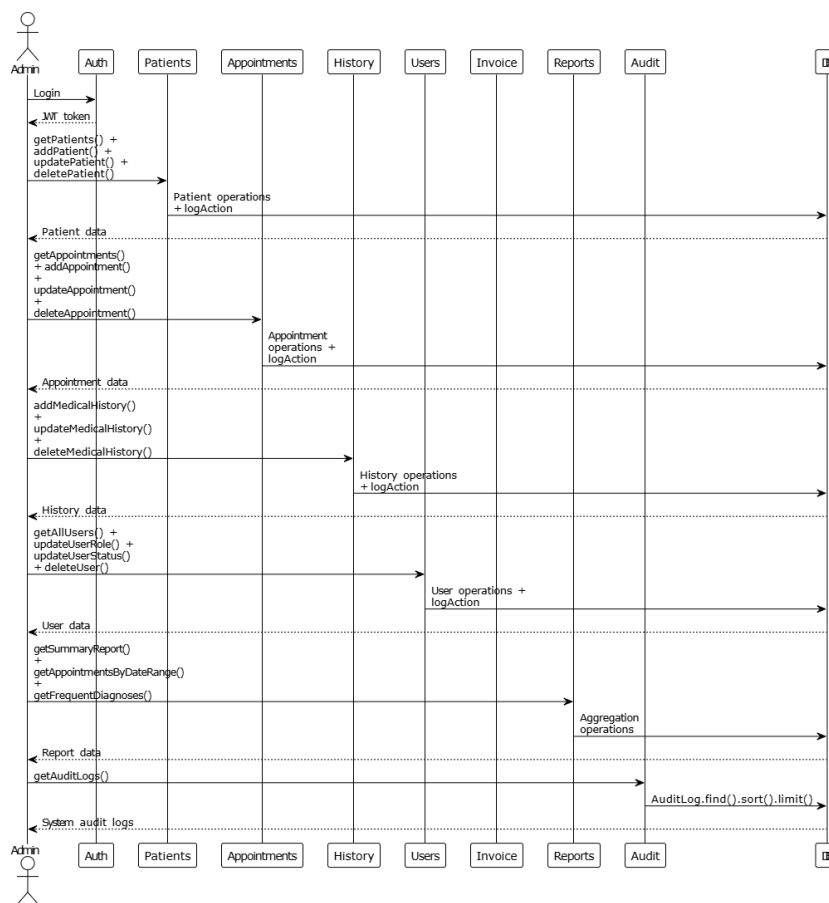 Admin
Auth
Patients
Appointments
History
Users
Invoice
Reports
Audit
Login
JWT token
getPatients() +
addPatient() +
updatePatient() +
deletePatient()
Patient operations
+ logAction
Patient data
getAppointments()
+ addAppointment()
+
updateAppointment()
+
deleteAppointment()
Appointment
operations +
logAction
Appointment data
addMedicalHistory()
+
updateMedicalHistory()
+
deleteMedicalHistory()
History operations
+ logAction
History data
getAllUsers() +
updateUserRole() +
updateUserStatus()
+ deleteUser()
User operations +
logAction
User data
getSummaryReport()
+
getAppointmentsByDateRange()
+
getFrequentDiagnoses()
Aggregation
operations
Report data
getAuditLogs()
AuditLog.find().sort().limit()
System audit logs
Admin
Auth
Patients
Appointments
History
Users
Invoice
Reports
Audit